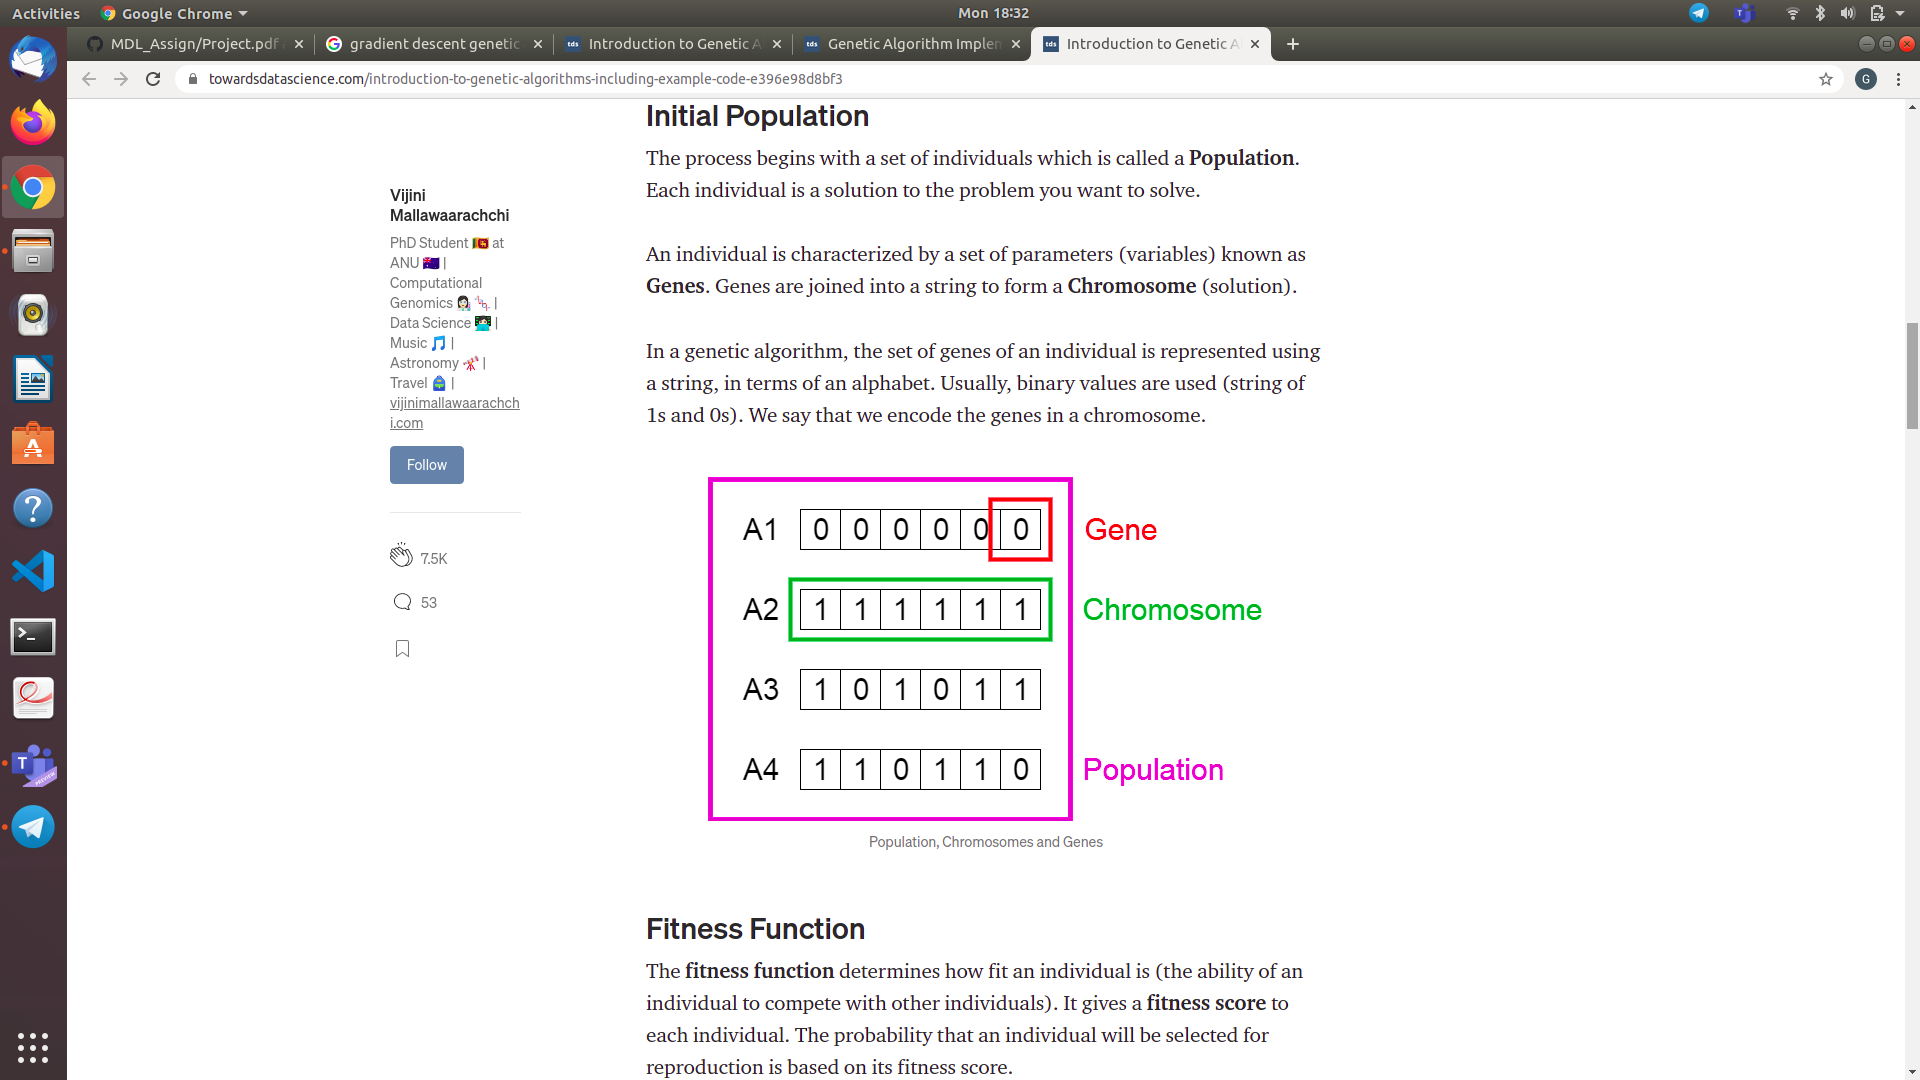 Activities Google Chrome Mon 18:32
MDL_Assign/Project.pdf gradient descent genetic Introduction to Genetic A Genetic Algorithm Implem Introduction to Genetic Al
towardsdatascience.com/introduction-to-genetic-algorithms-including-example-code-e396e98d8bf3 G
Vijini
Mallawaarachchi
PhD Student 🇱🇰 at
ANU 🇦🇺 |
Computational
Genomics 👩🏻‍🔬 🧬 |
Data Science 👩🏻‍💻 |
Music 🎵 |
Astronomy 🔭 |
Travel 🎒 |
vijinimallawaarachch
i.com
Follow
7.5K
53
Initial Population
The process begins with a set of individuals which is called a Population.
Each individual is a solution to the problem you want to solve.
An individual is characterized by a set of parameters (variables) known as
Genes. Genes are joined into a string to form a Chromosome (solution).
In a genetic algorithm, the set of genes of an individual is represented using
a string, in terms of an alphabet. Usually, binary values are used (string of
1s and 0s). We say that we encode the genes in a chromosome.
A1 0 0 0 0 0 0 Gene
A2 1 1 1 1 1 1 Chromosome
A3 1 0 1 0 1 1
A4 1 1 0 1 1 0 Population
Population, Chromosomes and Genes
Fitness Function
The fitness function determines how fit an individual is (the ability of an
individual to compete with other individuals). It gives a fitness score to
each individual. The probability that an individual will be selected for
reproduction is based on its fitness score.